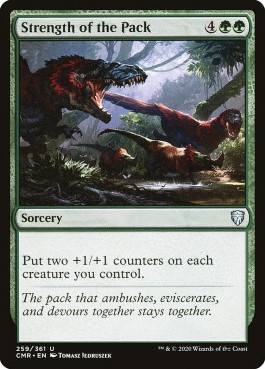 Strength of the Pack 4
Sorcery
Put two +1/+1 counters on each
creature you control.
The pack that ambushes, eviscerates,
and devours together stays together.
259/361 U
CMR • EN Tomasz Jedruszek
™ & © 2020 Wizards of the Coast